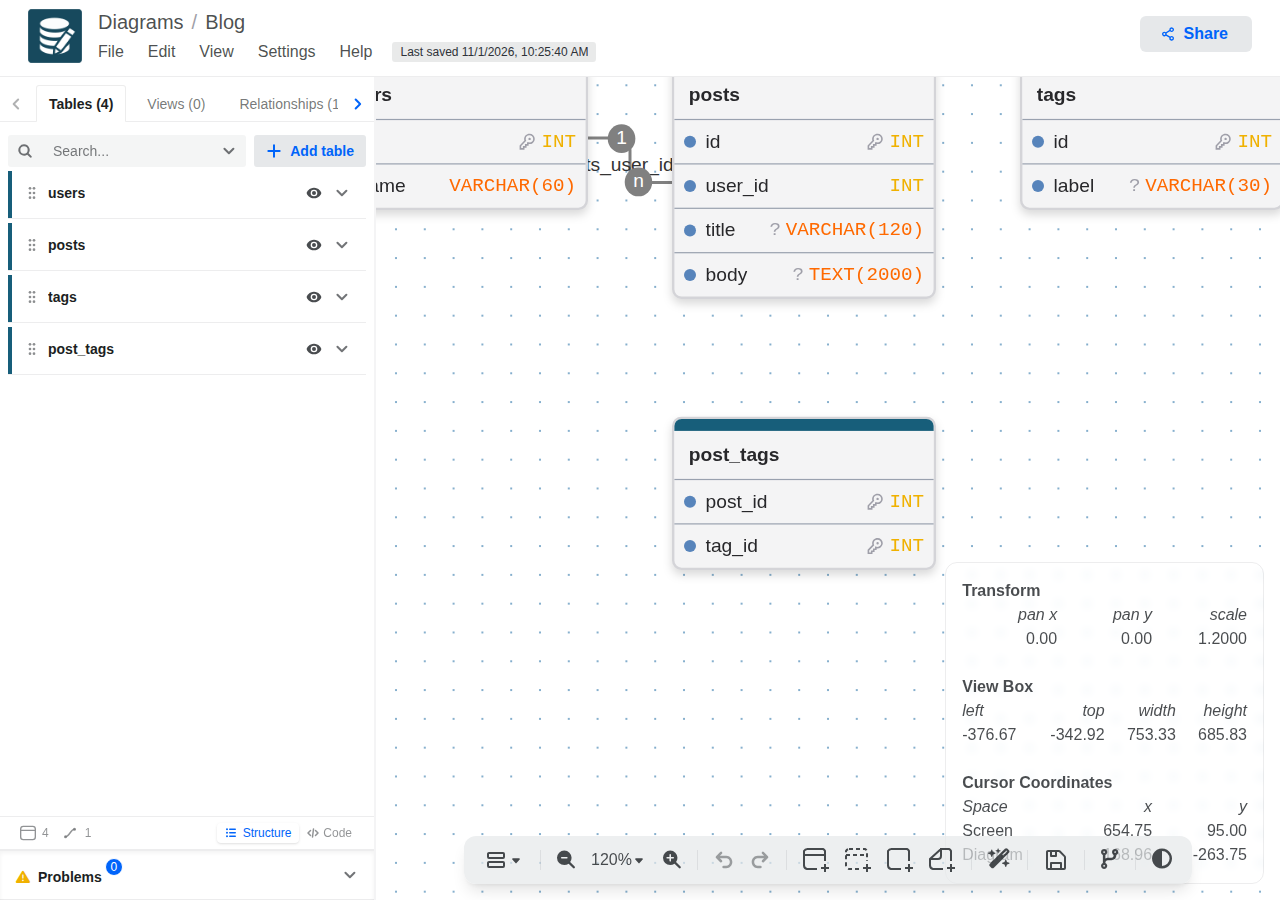 Diagrams / Blog
File Edit View Settings Help Last saved 11/1/2026, 10:25:40 AM
Share
Tables (4) Views (0) Relationships (1
Search...
Add table
users
posts
tags
post_tags
4 1 Structure Code
Problems 0
rs
INT
ame VARCHAR(60)
1
ts_user_id
n
posts
id INT
user_id INT
title ? VARCHAR(120)
body ? TEXT(2000)
tags
id INT
label ? VARCHAR(30)
post_tags
post_id INT
tag_id INT
Transform
pan x pan y scale
0.00 0.00 1.2000
View Box
left top width height
-376.67 -342.92 753.33 685.83
Cursor Coordinates
Space x y
Screen 654.75 95.00
Diagram -263.75
120%